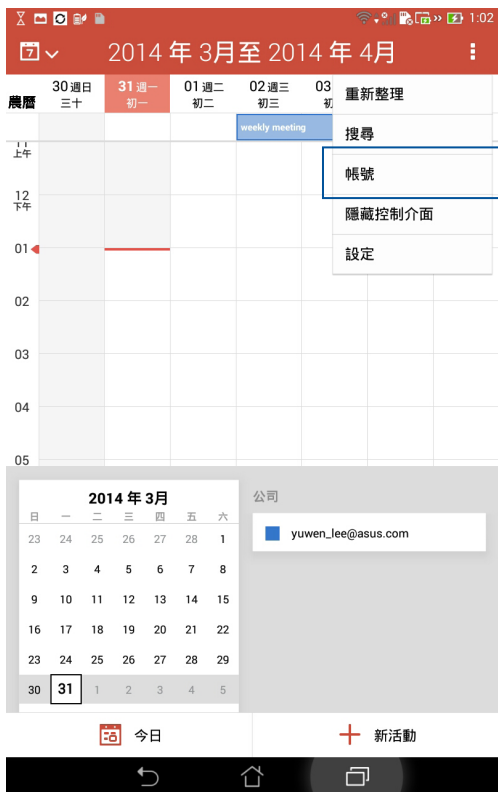 1:02
7
2014 年 3月至 2014 年 4月
農曆
30 週日
三十
31 週一
初一
01 週二
初二
02 週三
初三
03
重新整理
搜尋
帳號
隱藏控制介面
設定
weekly meeting
上午
12
下午
01
02
03
04
05
2014 年 3月
日 一 二 三 四 五 六
23 24 25 26 27 28 1
2 3 4 5 6 7 8
9 10 11 12 13 14 15
16 17 18 19 20 21 22
23 24 25 26 27 28 29
30 31 1 2 3 4 5
公司
yuwen_lee@asus.com
今日
新活動